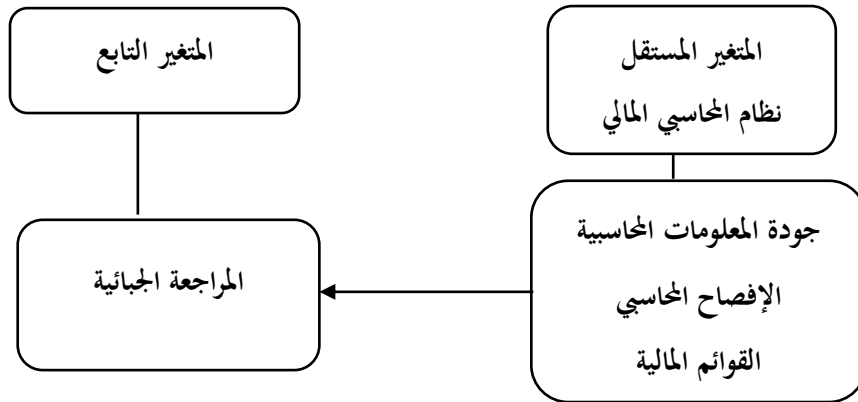 المتغير المستقل
نظام المحاسبي المالي
المتغير التابع
جودة المعلومات المحاسبية
الإفصاح المحاسبي
القوائم المالية
المراجعة الجبائية